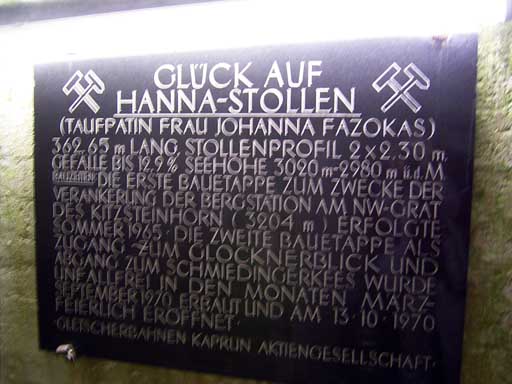 GLÜCK AUF
HANNA-STOLLEN
(TAUFPATIN FRAU JOHANNA FAZOKAS)
362.65 m LANG STOLLENPROFIL 2×2.30 m.
GEFÄLLE BIS 12,9% SEEHÖHE 3020 m-2980 m ü.d.M
BAUZEITEN: DIE ERSTE BAUETAPPE ZUM ZWECKE DER
VERANKERUNG DER BERGSTATION AM NW-GRAT
DES KITZSTEINHORN (3204 m) ERFOLGTE
SOMMER 1965. DIE ZWEITE BAUETAPPE ALS
ZUGANG ZUM GLOCKNERBLICK UND
ABGANG ZUM SCHMIEDINGERKEES WURDE
UNFALLFREI IN DEN MONATEN MÄRZ-
SEPTEMBER 1970 ERBAUT UND AM 13·10·1970
FEIERLICH ERÖFFNET·
·GLETSCHERBAHNEN KAPRUN AKTIENGESELLSCHAFT·